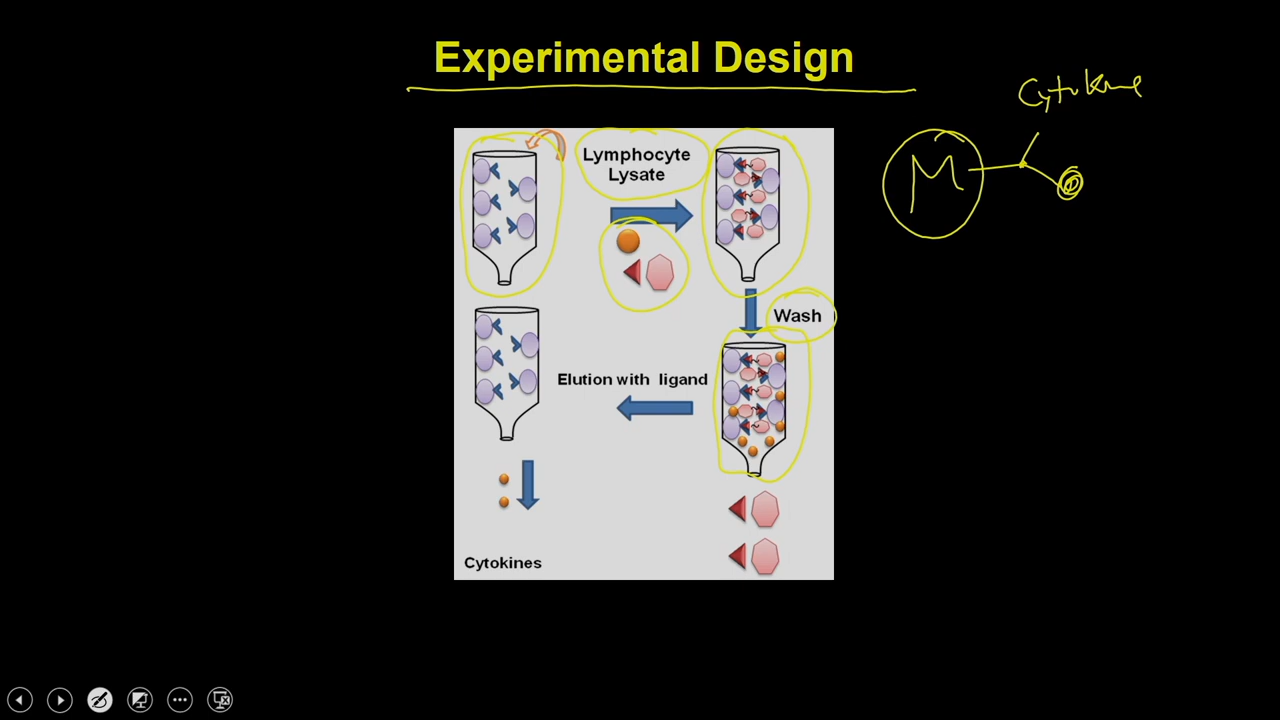 Experimental Design
Cytokine
M
Lymphocyte
Lysate
Wash
Elution with ligand
Cytokines